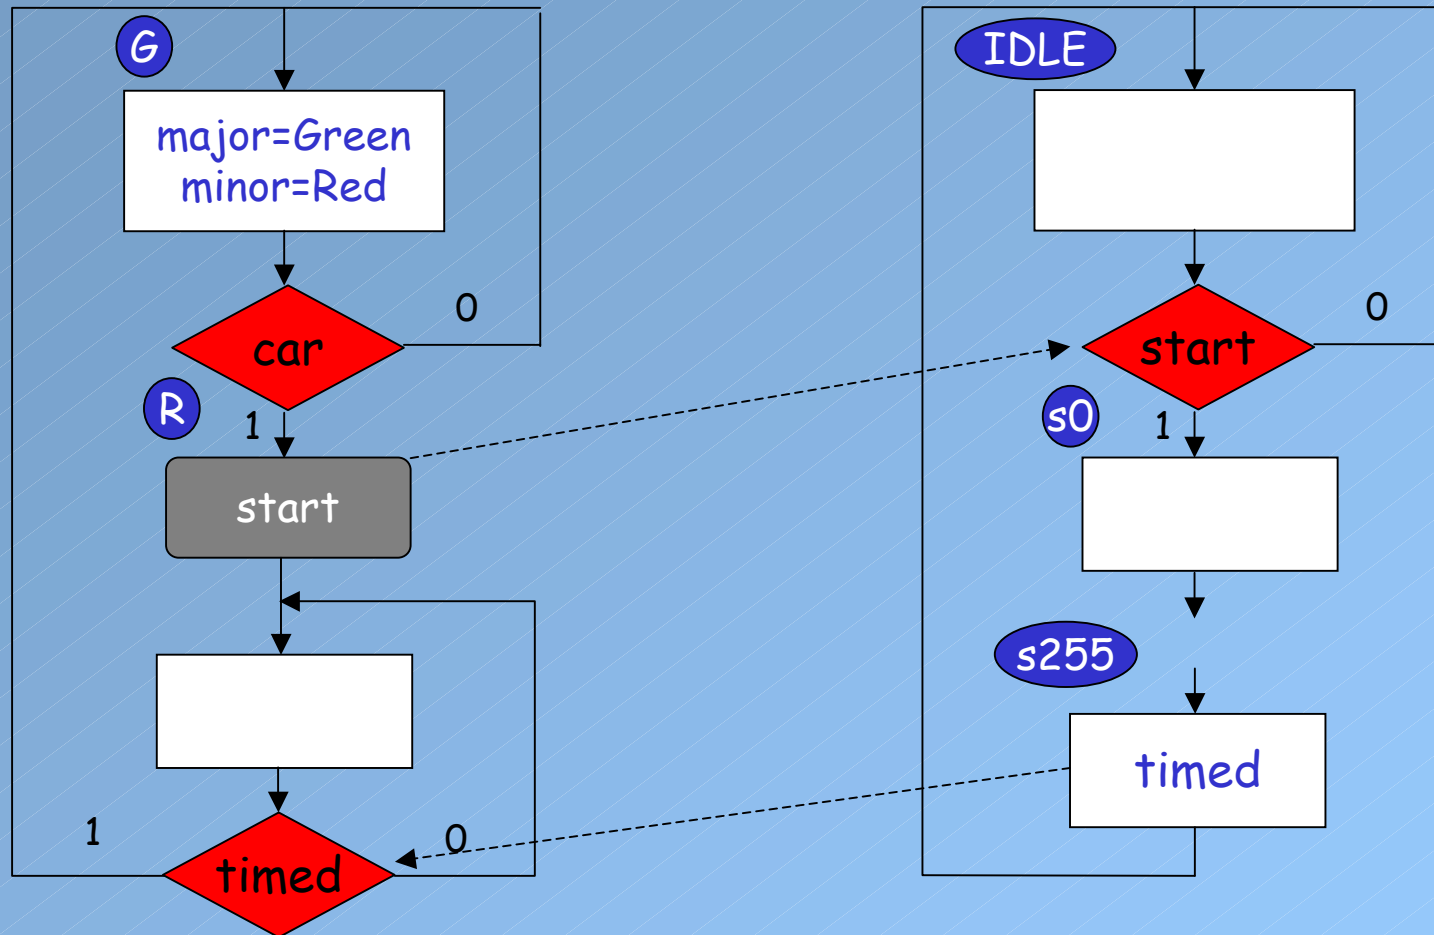 G
major=Green
minor=Red
car
0
R
1
start
1
0
timed
IDLE
start
0
s0
1
s255
timed